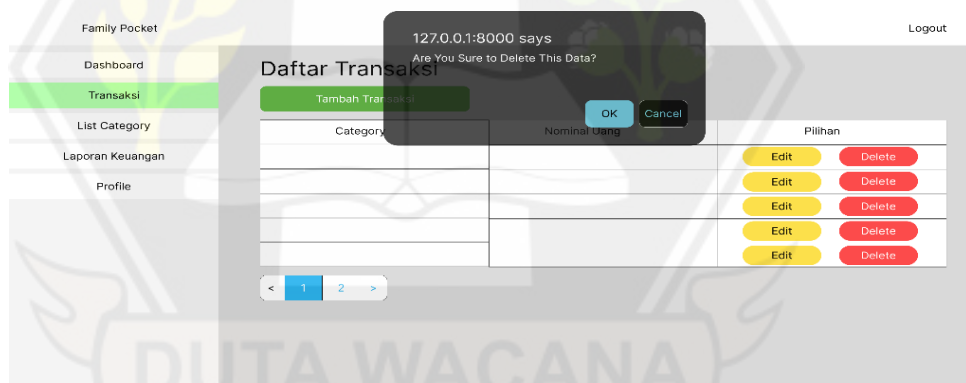 Family Pocket
Logout
127.0.0.1:8000 says
Are You Sure to Delete This Data?
OK Cancel
Dashboard
Transaksi
List Category
Laporan Keuangan
Profile
Daftar Transaksi
Tambah Transaksi
Category Nominal Uang Pilihan
Edit Delete
Edit Delete
Edit Delete
Edit Delete
Edit Delete
< 1 2 >
DUTA WACANA